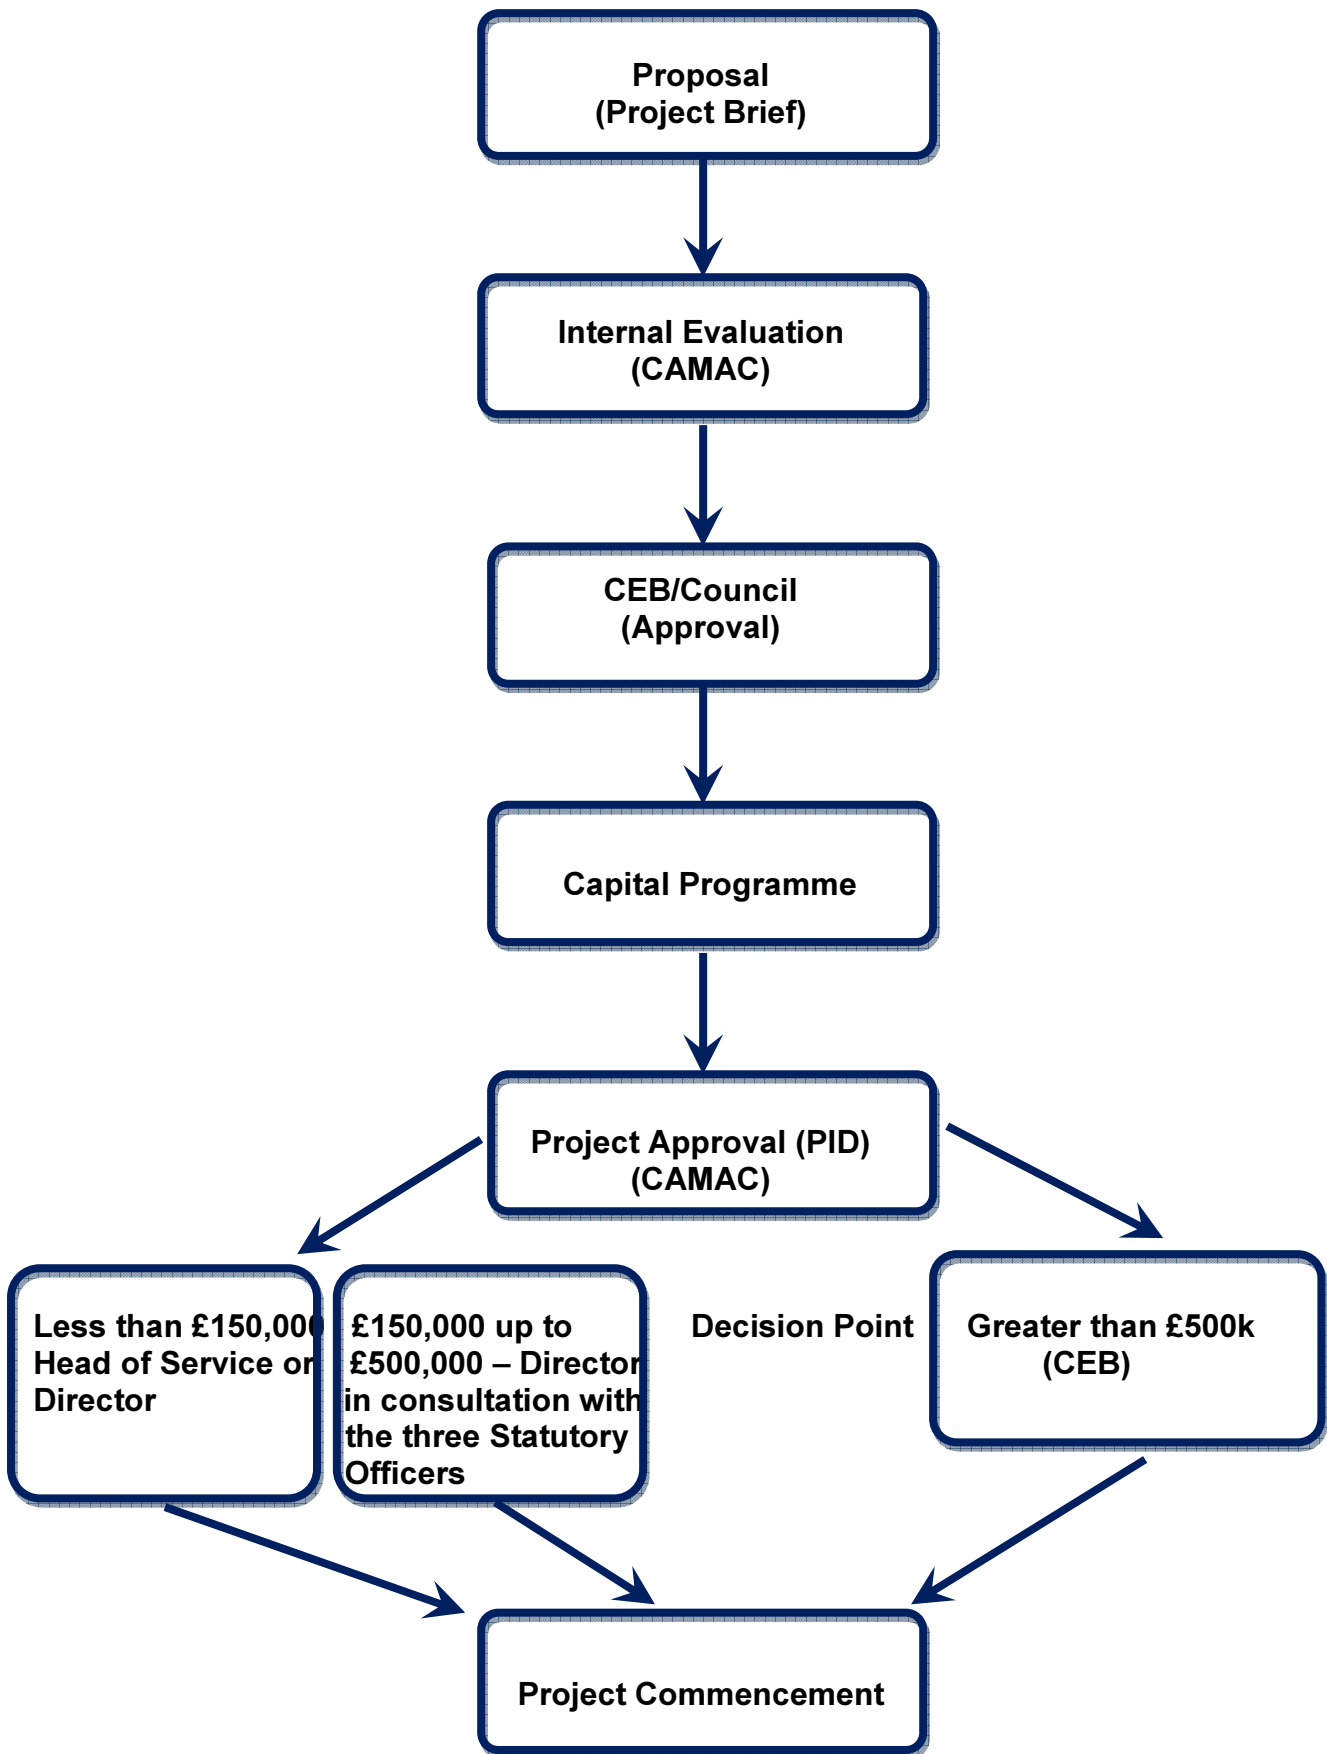 Proposal
(Project Brief)
Internal Evaluation
(CAMAC)
CEB/Council
(Approval)
Capital Programme
Project Approval (PID)
(CAMAC)
Less than £150,000
Head of Service or
Director
£150,000 up to
£500,000 – Director
in consultation with
the three Statutory
Officers
Decision Point
Greater than £500k
(CEB)
Project Commencement